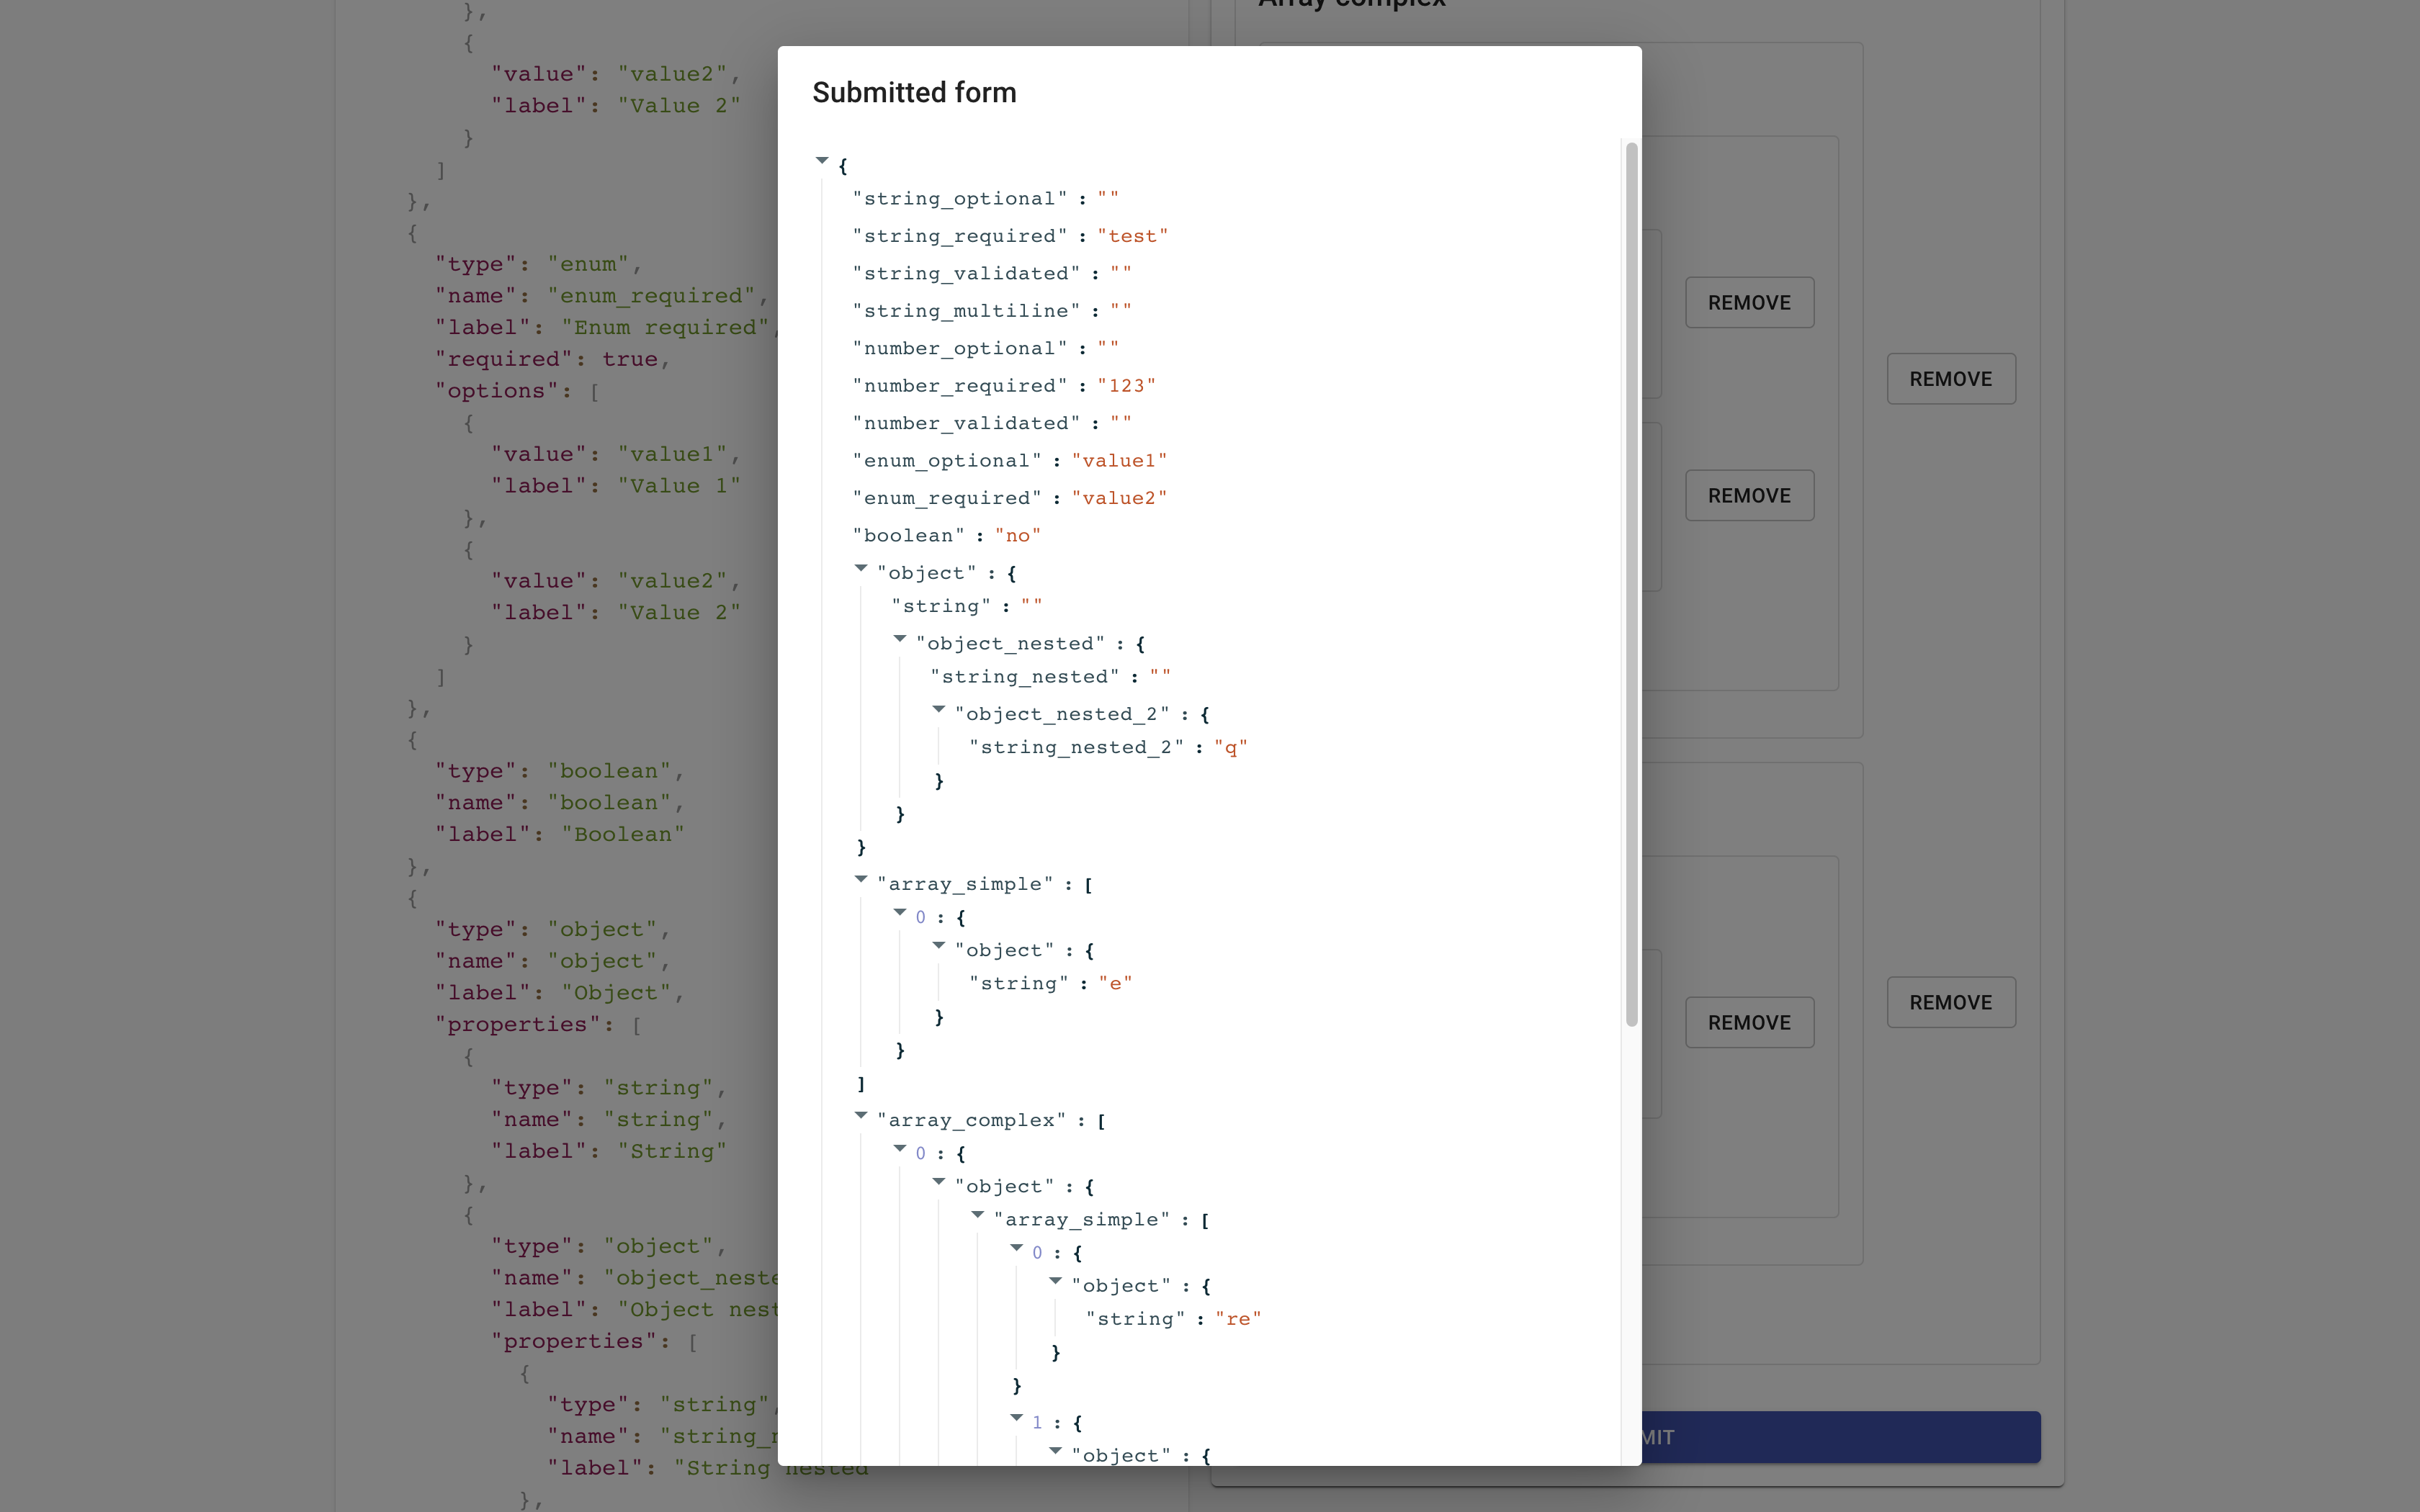 },
{
"value": "value2",
"label": "Value 2"
}
]
},
{
"type": "enum",
"name": "enum_required",
"label": "Enum required",
"required": true,
"options": [
{
"value": "value1",
"label": "Value 1"
},
{
"value": "value2",
"label": "Value 2"
}
]
},
{
"type": "boolean",
"name": "boolean",
"label": "Boolean"
},
{
"type": "object",
"name": "object",
"label": "Object",
"properties": [
{
"type": "string",
"name": "string",
"label": "String"
},
{
"type": "object",
"name": "object_neste
"label": "Object nest
"properties": [
{
"type": "string",
"name": "string_n
"label": "String nested
},
Submitted form
{
"string_optional" : ""
"string_required" : "test"
"string_validated" : ""
"string_multiline" : ""
"number_optional" : ""
"number_required" : "123"
"number_validated" : ""
"enum_optional" : "value1"
"enum_required" : "value2"
"boolean" : "no"
"object" : {
"string" : ""
"object_nested" : {
"string_nested" : ""
"object_nested_2" : {
"string_nested_2" : "q"
}
}
}
"array_simple" : [
0 : {
"object" : {
"string" : "e"
}
}
]
"array_complex" : [
0 : {
"object" : {
"array_simple" : [
0 : {
"object" : {
"string" : "re"
}
}
1 : {
"object" : {
Array complex
REMOVE
REMOVE
REMOVE
REMOVE
REMOVE
MIT